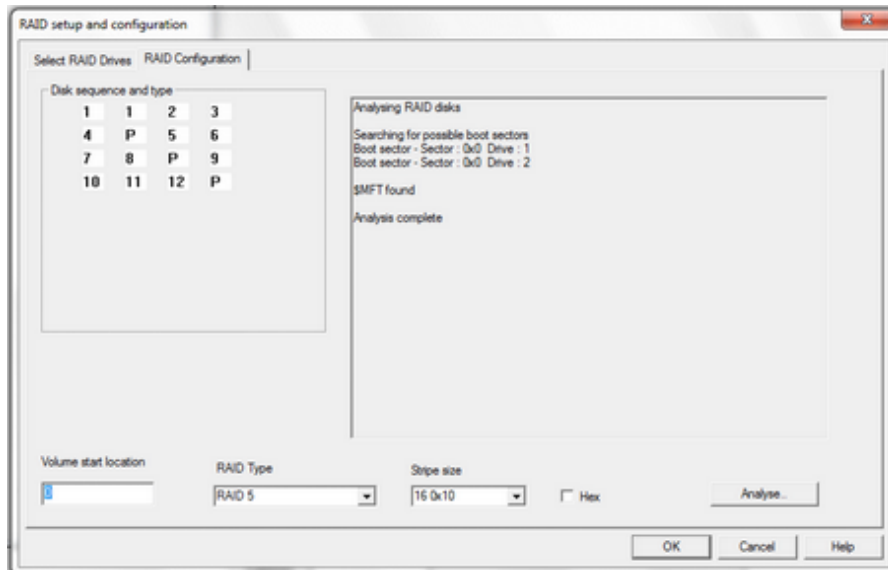 RAID setup and configuration
Select RAID Drives RAID Configuration
Disk sequence and type
1 1 2 3
4 P 5 6
7 8 P 9
10 11 12 P
Analysing RAID disks
Searching for possible boot sectors
Boot sector - Sector : 0x0 Drive : 1
Boot sector - Sector : 0x0 Drive : 2
$MFT found
Analysis complete
Volume start location
RAID Type
Stripe size
0
RAID 5
16 0x10
Hex
Analyse..
OK Cancel Help